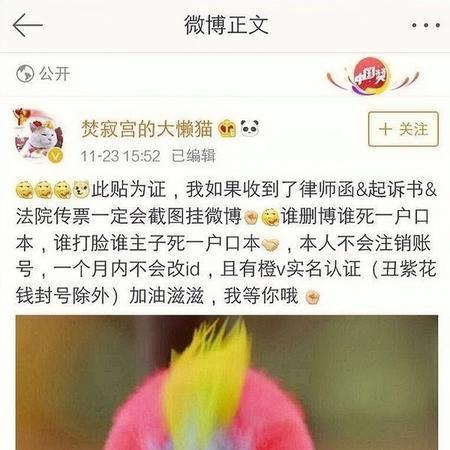 微博正文
公开
中国赞
焚寂宫的大懒猫
+关注
11-23 15:52 已编辑
此贴为证，我如果收到了律师函&起诉书&
法院传票一定会截图挂微博谁删博谁死一户口
本，谁打脸谁主子死一户口本，本人不会注销账
号，一个月内不会改id，且有橙v实名认证（丑紫花
钱封号除外）加油滋滋，我等你哦